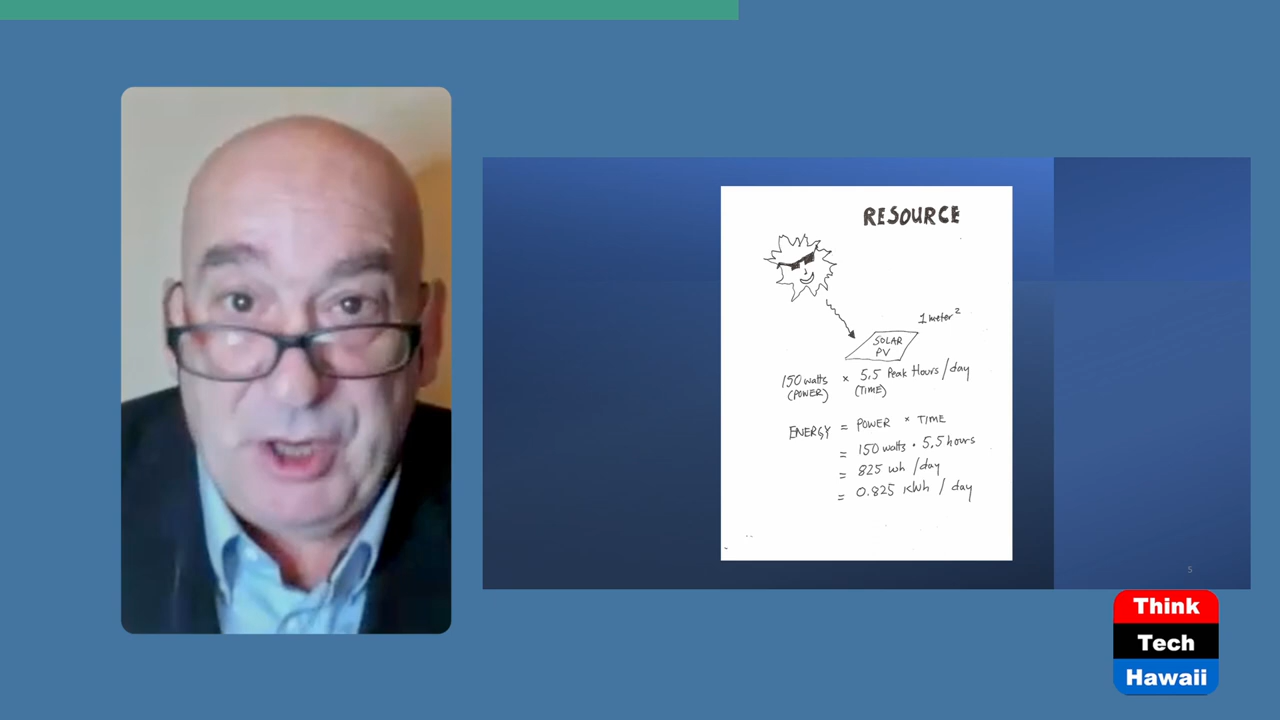 RESOURCE
1 meter²
SOLAR
PV
150 watts × 5.5 Peak Hours/day
(POWER) (TIME)
ENERGY = POWER × TIME
= 150 watts · 5.5 hours
= 825 wh /day
= 0.825 KWh / day
5
Think
Tech
Hawaii